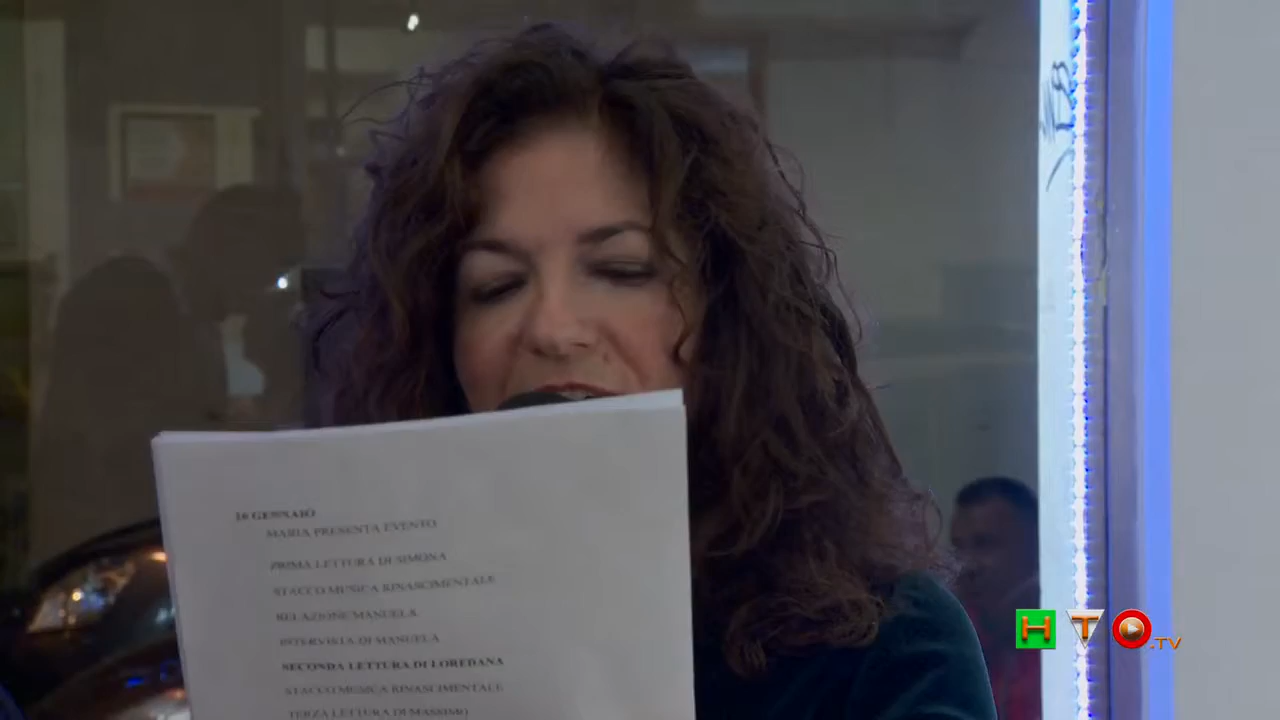 16 GENNAIO
MARIA PRESENTA EVENTO
PRIMA LETTURA DI SIMONA
STACCO MUSICA RINASCIMENTALE
RELAZIONE MANUELA
INTERVISTA DI MANUELA
SECONDA LETTURA DI LOREDANA
STACCO MUSICA RINASCIMENTALE
TERZA LETTURA DI MASSIMO
HTO.TV